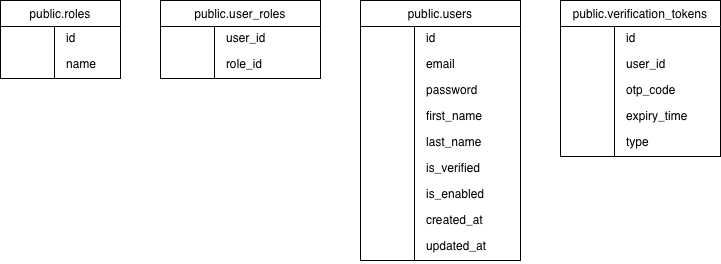 public.roles
id
name
public.user_roles
user_id
role_id
public.users
id
email
password
first_name
last_name
is_verified
is_enabled
created_at
updated_at
public.verification_tokens
id
user_id
otp_code
expiry_time
type